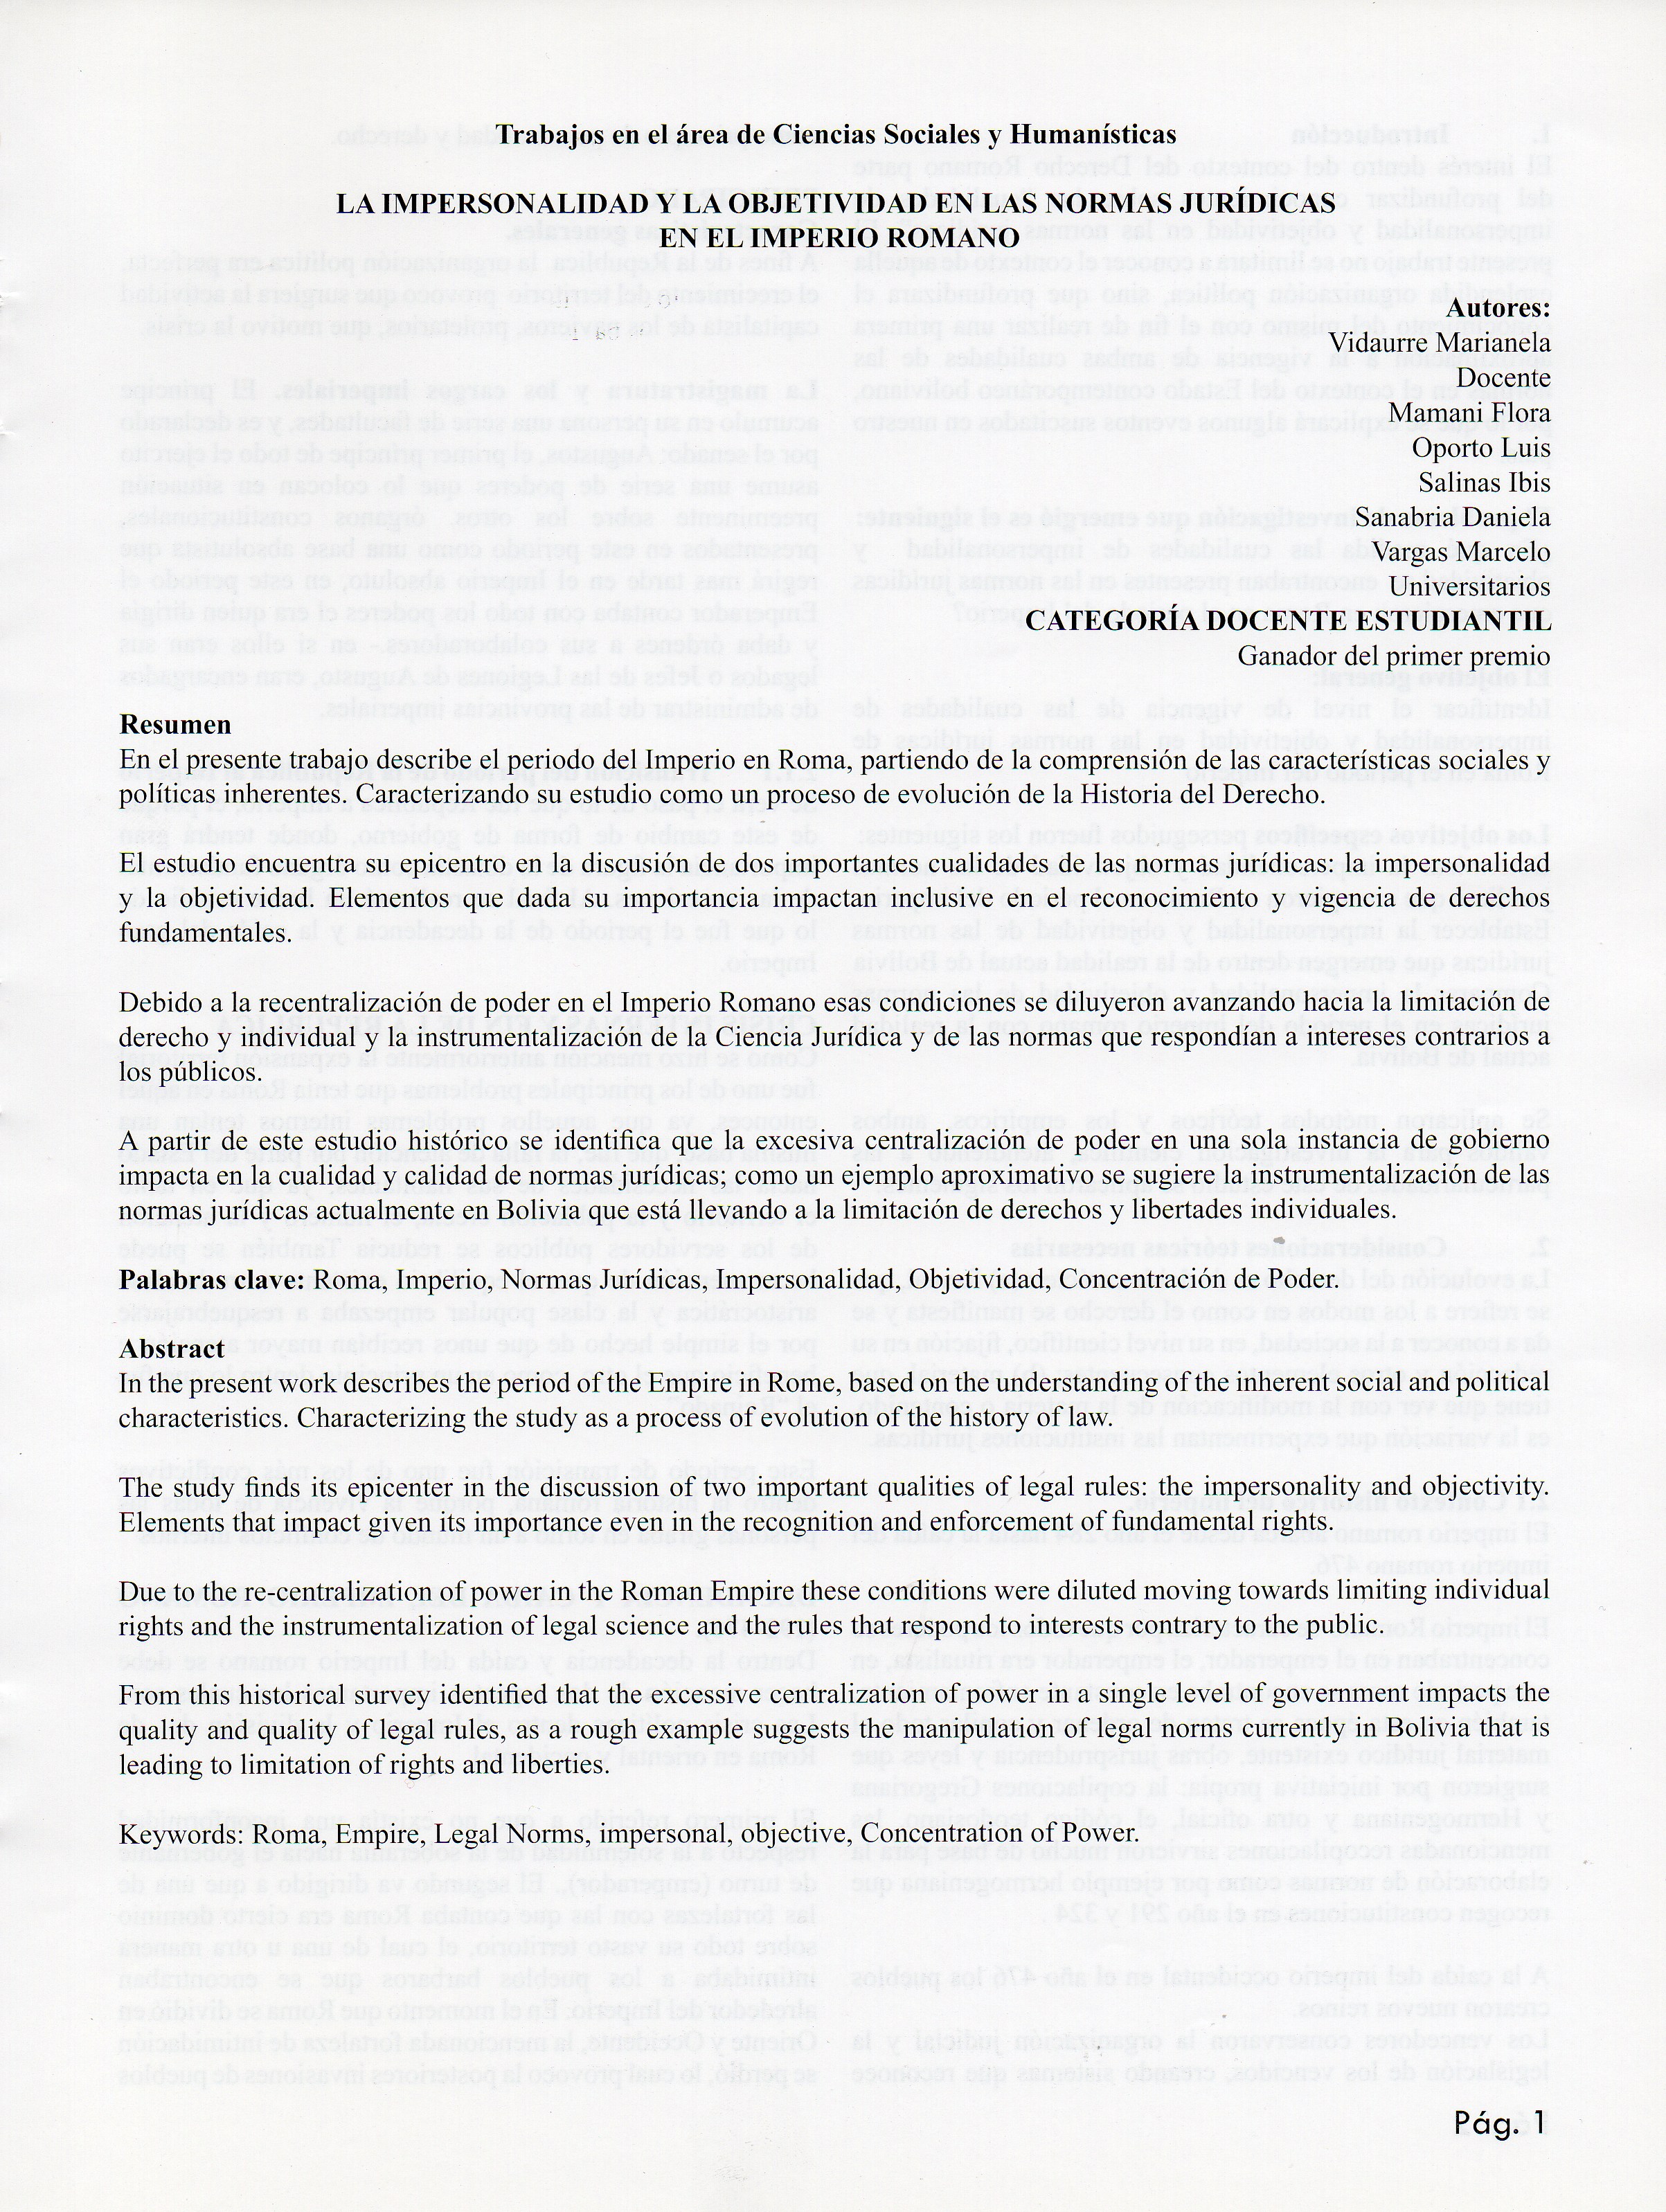 Trabajos en el área de Ciencias Sociales y Humanísticas
LA IMPERSONALIDAD Y LA OBJETIVIDAD EN LAS NORMAS JURÍDICAS
EN EL IMPERIO ROMANO
Autores:
Vidaurre Marianela
Docente
Mamani Flora
Oporto Luis
Salinas Ibis
Sanabria Daniela
Vargas Marcelo
Universitarios
CATEGORÍA DOCENTE ESTUDIANTIL
Ganador del primer premio
Resumen
En el presente trabajo describe el periodo del Imperio en Roma, partiendo de la comprensión de las características sociales y
políticas inherentes. Caracterizando su estudio como un proceso de evolución de la Historia del Derecho.
El estudio encuentra su epicentro en la discusión de dos importantes cualidades de las normas jurídicas: la impersonalidad
y la objetividad. Elementos que dada su importancia impactan inclusive en el reconocimiento y vigencia de derechos
fundamentales.
Debido a la recentralización de poder en el Imperio Romano esas condiciones se diluyeron avanzando hacia la limitación de
derecho y individual y la instrumentalización de la Ciencia Jurídica y de las normas que respondían a intereses contrarios a
los públicos.
A partir de este estudio histórico se identifica que la excesiva centralización de poder en una sola instancia de gobierno
impacta en la cualidad y calidad de normas jurídicas; como un ejemplo aproximativo se sugiere la instrumentalización de las
normas jurídicas actualmente en Bolivia que está llevando a la limitación de derechos y libertades individuales.
Palabras clave: Roma, Imperio, Normas Jurídicas, Impersonalidad, Objetividad, Concentración de Poder.
Abstract
In the present work describes the period of the Empire in Rome, based on the understanding of the inherent social and political
characteristics. Characterizing the study as a process of evolution of the history of law.
The study finds its epicenter in the discussion of two important qualities of legal rules: the impersonality and objectivity.
Elements that impact given its importance even in the recognition and enforcement of fundamental rights.
Due to the re-centralization of power in the Roman Empire these conditions were diluted moving towards limiting individual
rights and the instrumentalization of legal science and the rules that respond to interests contrary to the public.
From this historical survey identified that the excessive centralization of power in a single level of government impacts the
quality and quality of legal rules, as a rough example suggests the manipulation of legal norms currently in Bolivia that is
leading to limitation of rights and liberties.
Keywords: Roma, Empire, Legal Norms, impersonal, objective, Concentration of Power.
Pág. 1